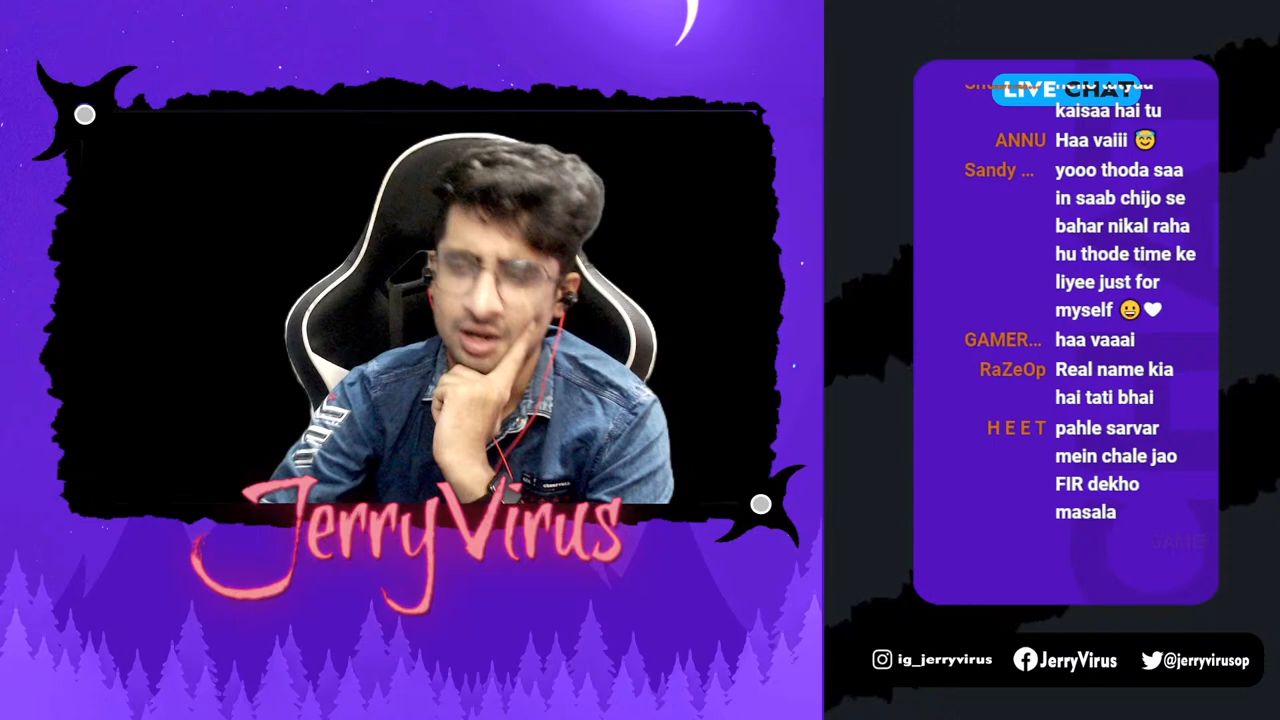 LIVE CHAT
kaisaa hai tu
ANNU Haa vaiii 😇
Sandy ... yooo thoda saa
in saab chijo se
bahar nikal raha
hu thode time ke
liyee just for
myself 😀🤍
GAMER... haa vaaai
RaZeOp Real name kia
hai tati bhai
H E E T pahle sarvar
mein chale jao
FIR dekho
masala
JerryVirus
ig_jerryvirus
JerryVirus
@jerryvirusop